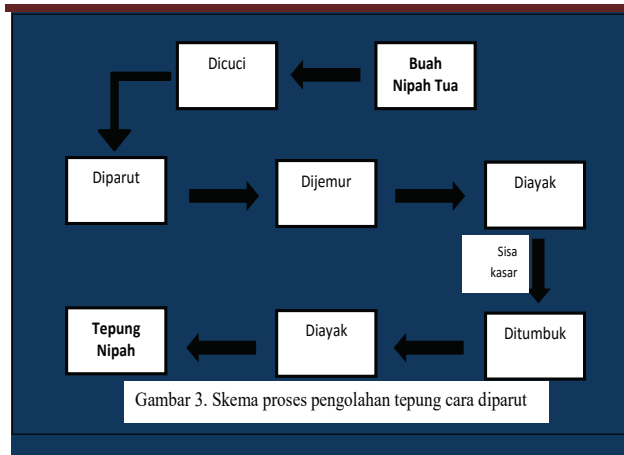 Buah
Nipah Tua
Dicuci
Diparut
Dijemur
Diayak
Sisa
kasar
Ditumbuk
Diayak
Tepung
Nipah
Gambar 3. Skema proses pengolahan tepung cara diparut